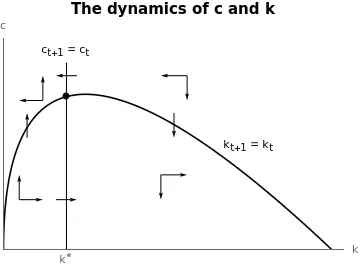 The dynamics of c and k
c
c_{t+1} = c_t
k_{t+1} = k_t
k
k*